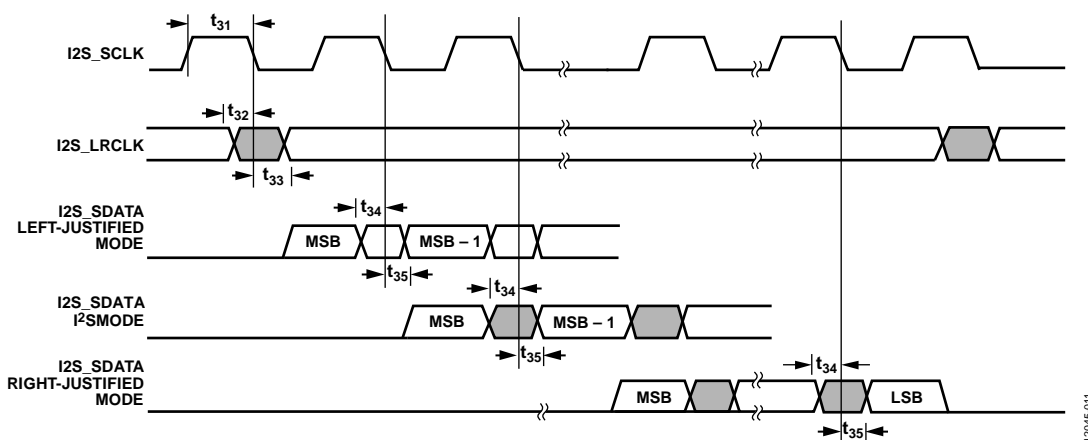 t31
I2S_SCLK
t32
I2S_LRCLK
t33
I2S_SDATA
LEFT-JUSTIFIED
MODE
t34
MSB
MSB – 1
t35
I2S_SDATA
I²SMODE
t34
MSB
MSB – 1
t35
I2S_SDATA
RIGHT-JUSTIFIED
MODE
t34
MSB
LSB
t35